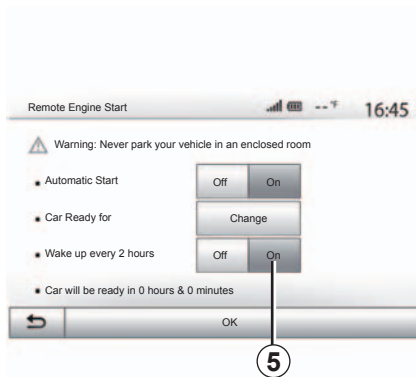 Remote Engine Start -- °F 16:45
Warning: Never park your vehicle in an enclosed room
Automatic Start Off On
Car Ready for Change
Wake up every 2 hours Off On
Car will be ready in 0 hours & 0 minutes
OK
5